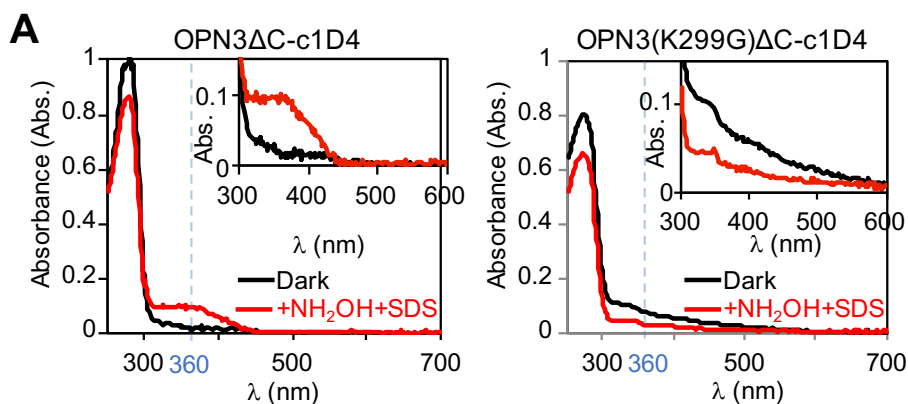 A
OPN3ΔC-c1D4
Absorbance (Abs.)
1
0.8
0.6
0.4
0.2
0
300
360
500
700
λ (nm)
Abs.
0.1
0
300
400
500
600
λ (nm)
Dark
+NH₂OH+SDS
OPN3(K299G)ΔC-c1D4
Absorbance (Abs.)
1
0.8
0.6
0.4
0.2
0
300
360
500
700
λ (nm)
Abs.
0.1
0
300
400
500
600
λ (nm)
Dark
+NH₂OH+SDS